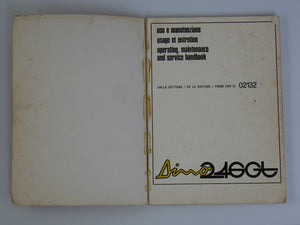 uso e manutenzione
usage et entretien
operating, maintenance
and service handbook
DALLA VETTURA / DE LA VOITURE / FROM CAR N. 02132
Dino 246GT